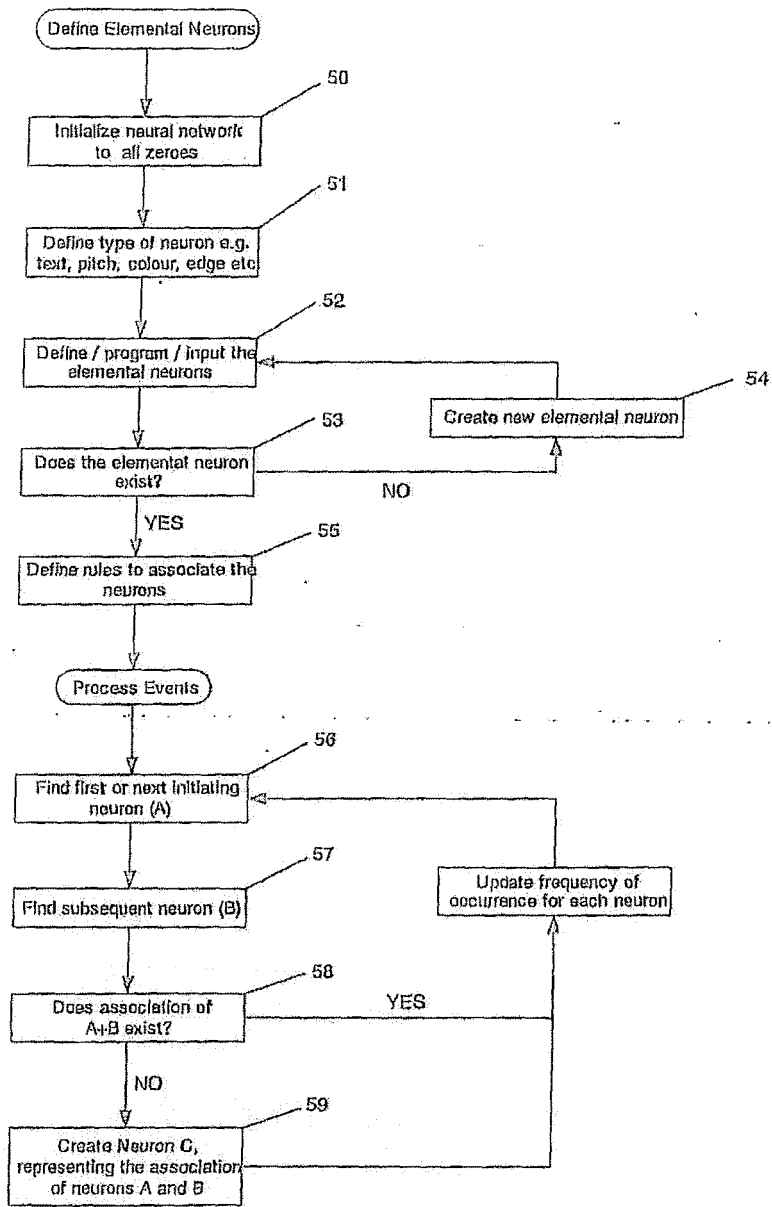 Define Elemental Neurons
50
Initialize neural network
to all zeroes
51
Define type of neuron e.g.
text, pitch, colour, edge etc
52
Define / program / input the
elemental neurons
54
Create new elemental neuron
53
Does the elemental neuron
exist?
NO
YES
55
Define rules to associate the
neurons
Process Events
56
Find first or next initiating
neuron (A)
57
Find subsequent neuron (B)
Update frequency of
occurrence for each neuron
58
Does association of
A+B exist?
YES
NO
59
Create Neuron C,
representing the association
of neurons A and B